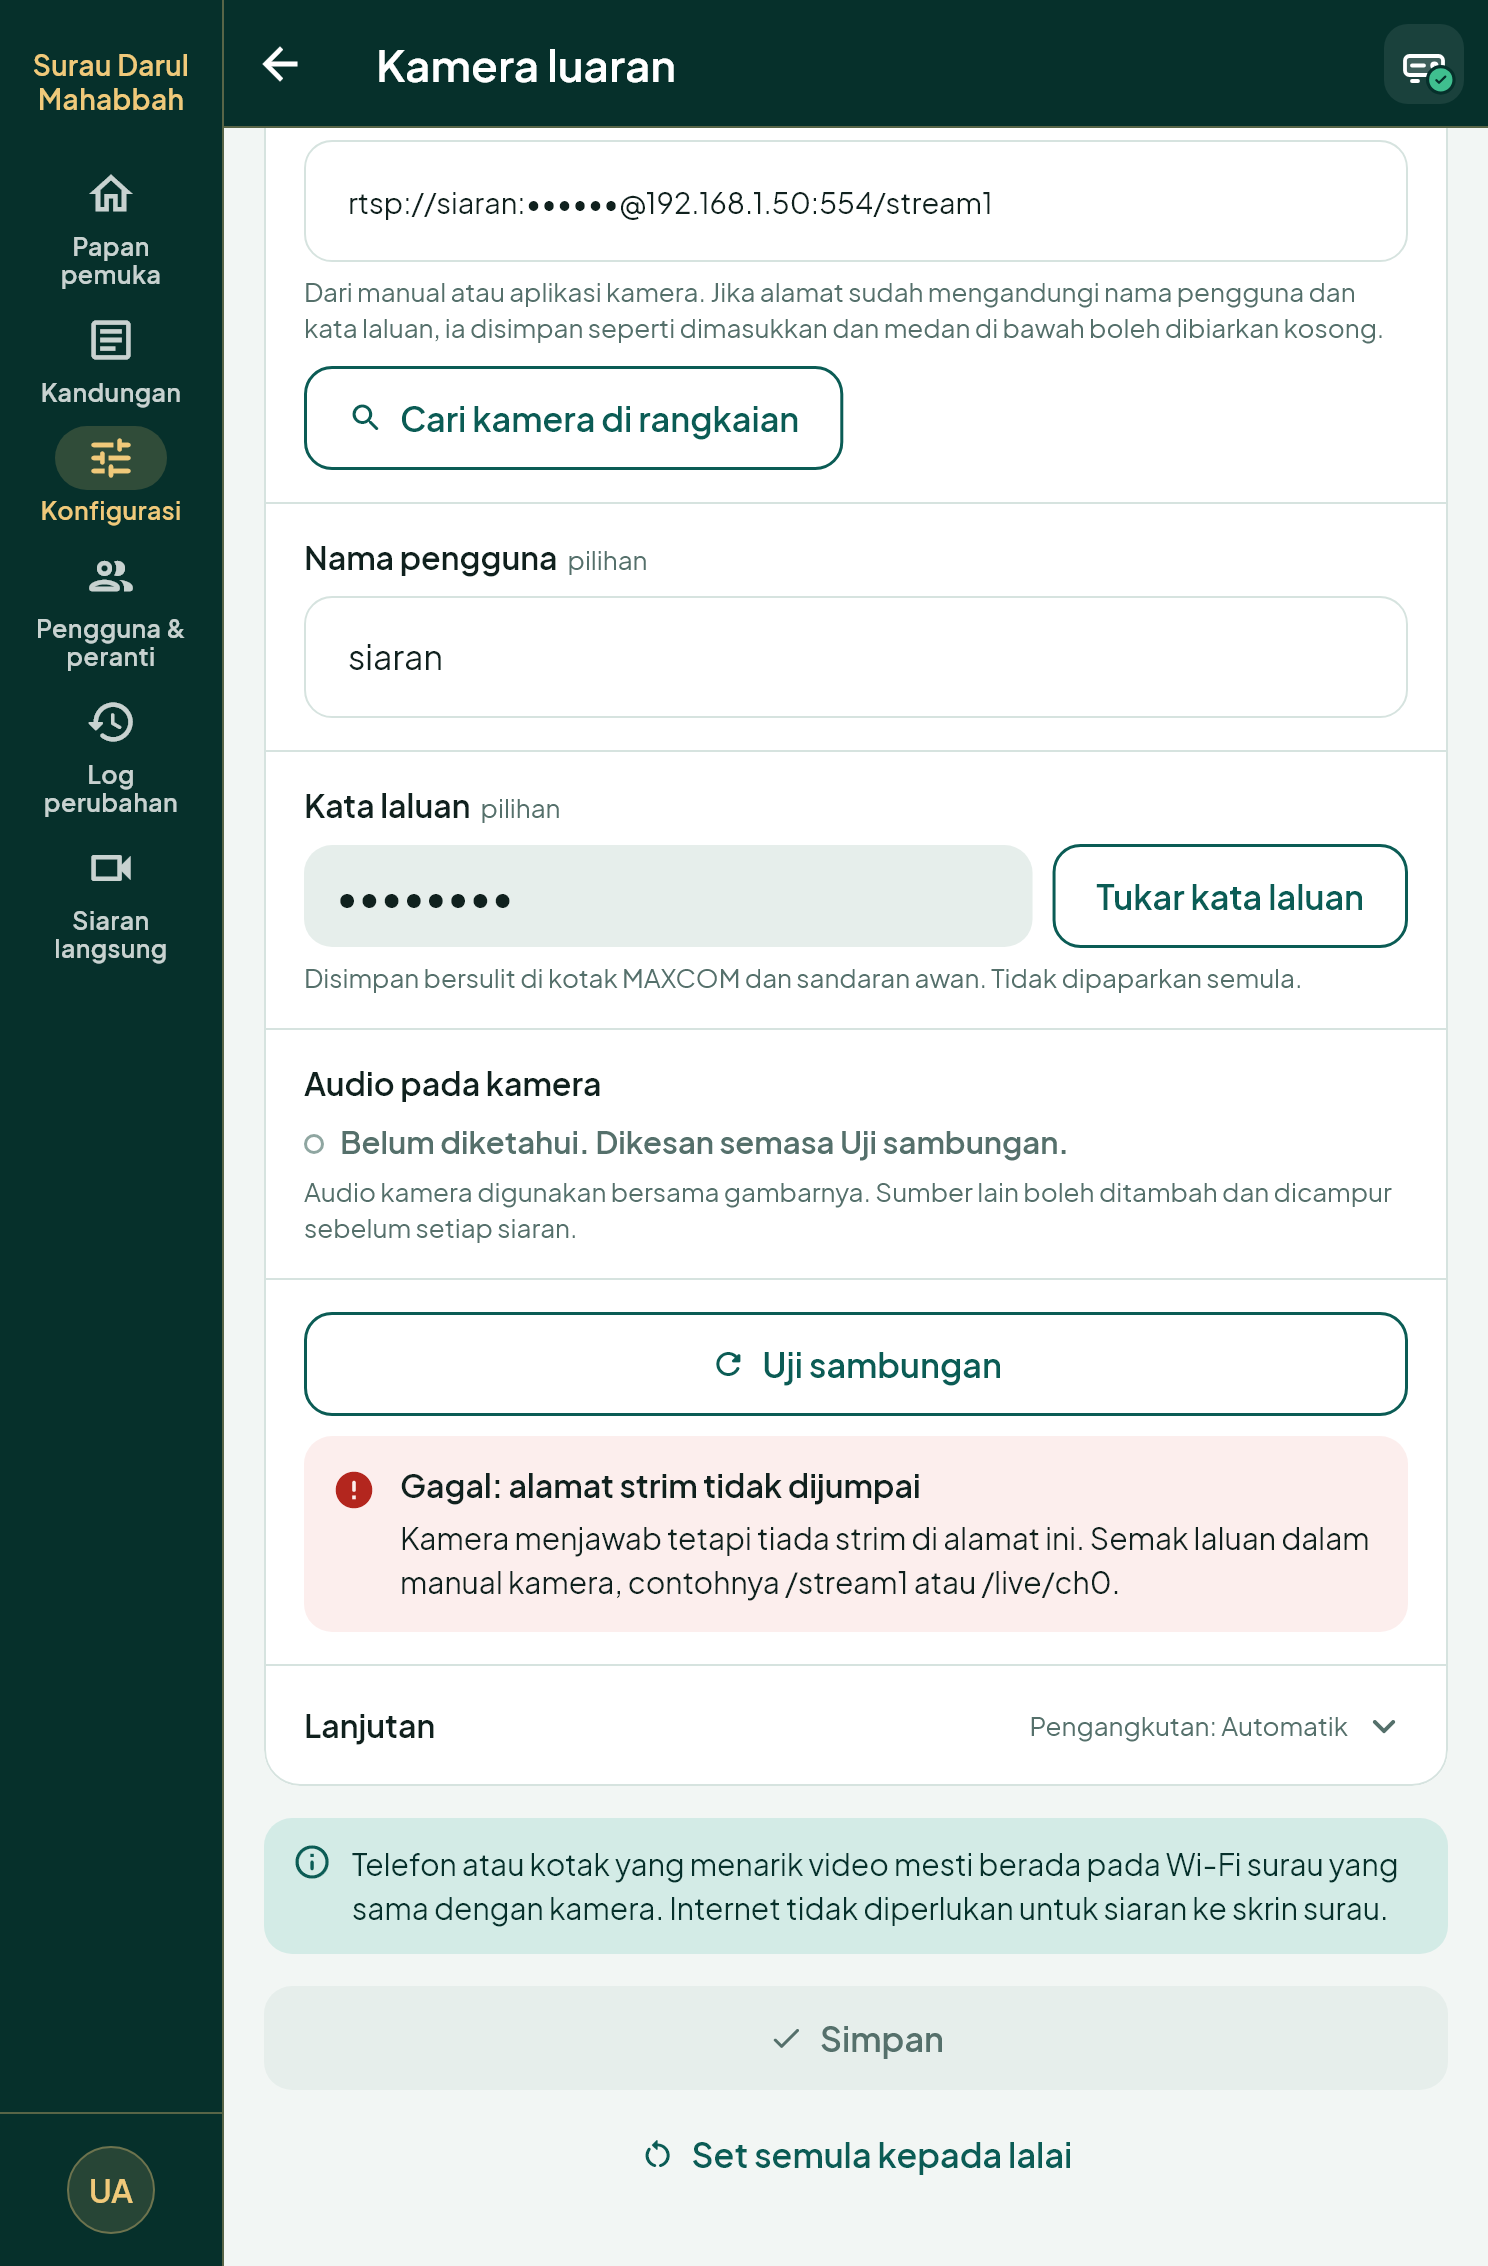 Surau Darul
Mahabbah
Papan
pemuka
Kandungan
Konfigurasi
Pengguna &
peranti
Log
perubahan
Siaran
langsung
UA
Kamera luaran
rtsp://siaran:••••••@192.168.1.50:554/stream1
Dari manual atau aplikasi kamera. Jika alamat sudah mengandungi nama pengguna dan
kata laluan, ia disimpan seperti dimasukkan dan medan di bawah boleh dibiarkan kosong.
Cari kamera di rangkaian
Nama pengguna pilihan
siaran
Kata laluan pilihan
••••••••
Tukar kata laluan
Disimpan bersulit di kotak MAXCOM dan sandaran awan. Tidak dipaparkan semula.
Audio pada kamera
Belum diketahui. Dikesan semasa Uji sambungan.
Audio kamera digunakan bersama gambarnya. Sumber lain boleh ditambah dan dicampur
sebelum setiap siaran.
Uji sambungan
Gagal: alamat strim tidak dijumpai
Kamera menjawab tetapi tiada strim di alamat ini. Semak laluan dalam
manual kamera, contohnya /stream1 atau /live/ch0.
Lanjutan
Pengangkutan: Automatik
Telefon atau kotak yang menarik video mesti berada pada Wi-Fi surau yang
sama dengan kamera. Internet tidak diperlukan untuk siaran ke skrin surau.
Simpan
Set semula kepada lalai